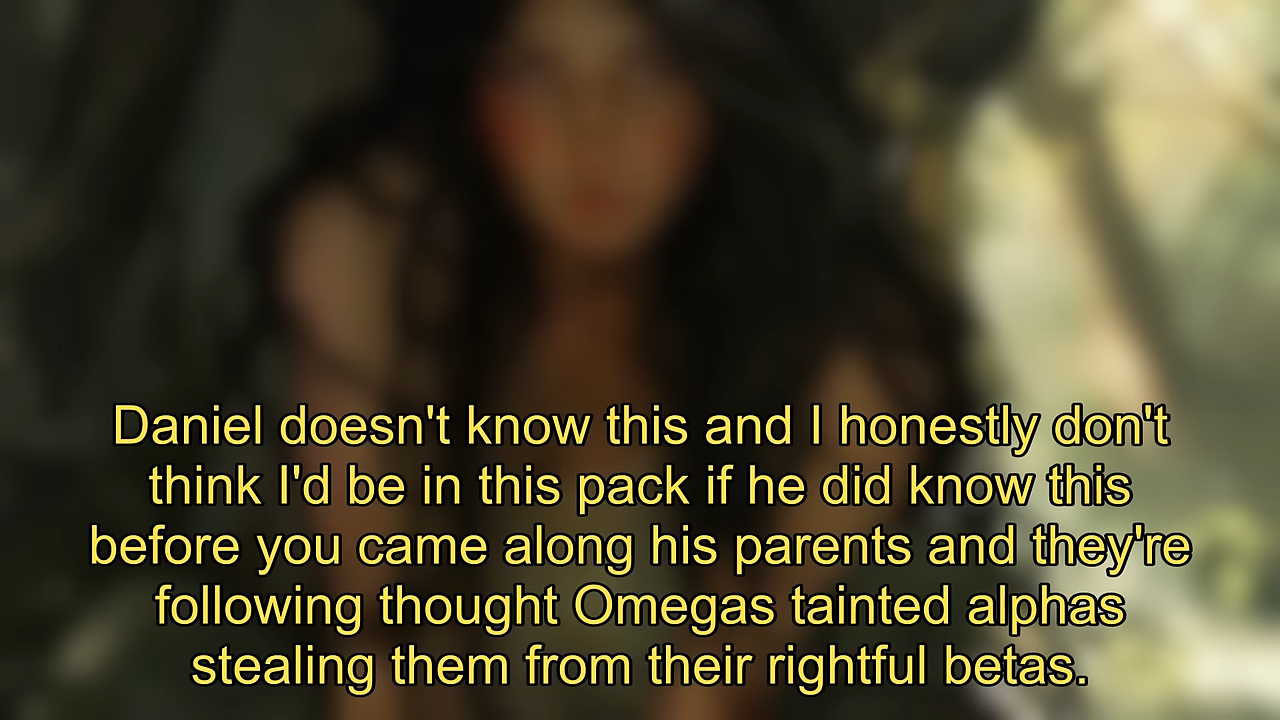 Daniel doesn't know this and I honestly don't
think I'd be in this pack if he did know this
before you came along his parents and they're
following thought Omegas tainted alphas
stealing them from their rightful betas.